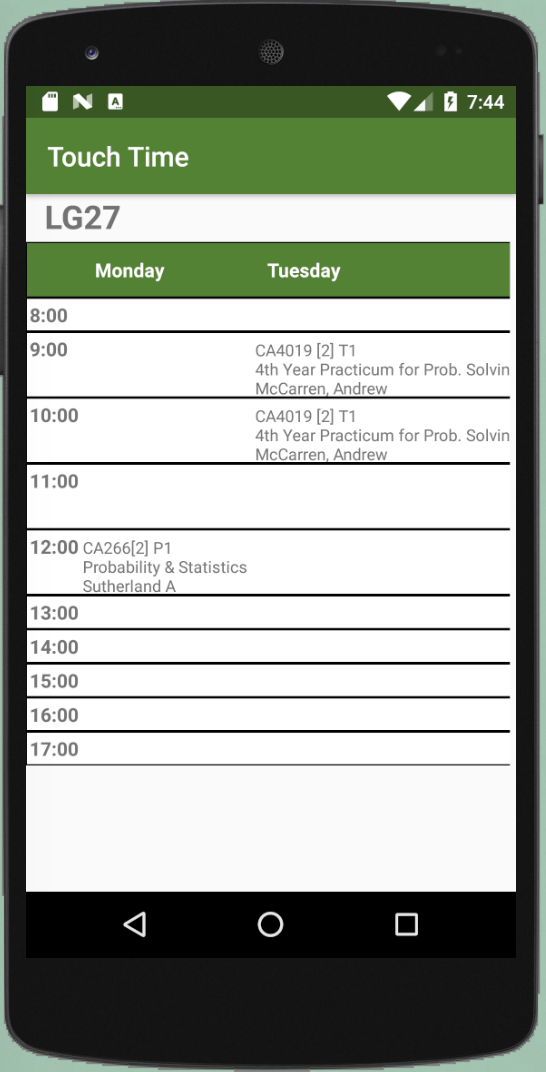 7:44
Touch Time
LG27
Monday Tuesday
8:00
9:00 CA4019 [2] T1
4th Year Practicum for Prob. Solvin
McCarren, Andrew
10:00 CA4019 [2] T1
4th Year Practicum for Prob. Solvin
McCarren, Andrew
11:00
12:00 CA266[2] P1
Probability & Statistics
Sutherland A
13:00
14:00
15:00
16:00
17:00